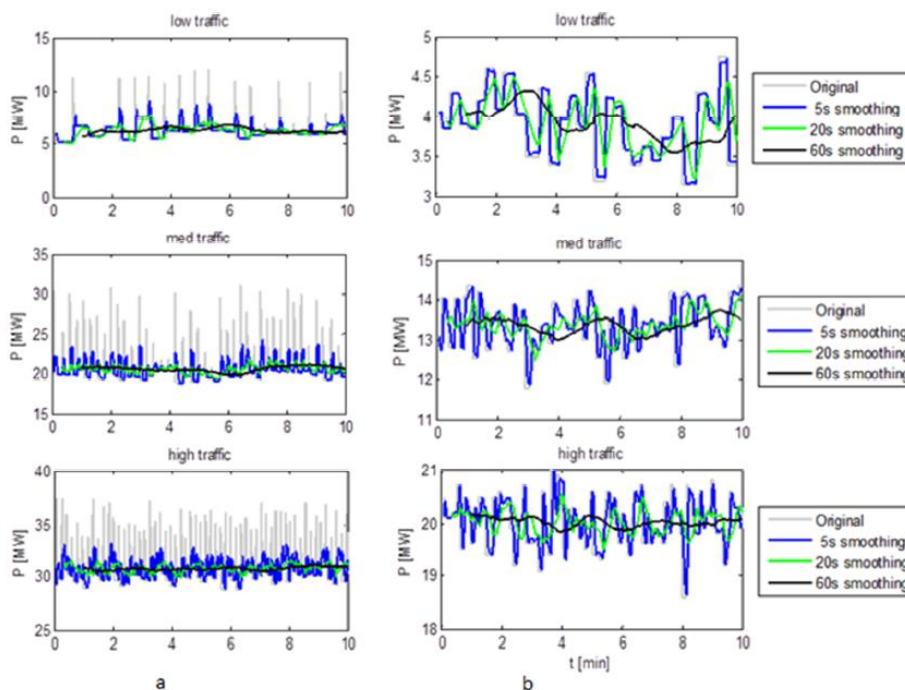 low traffic
15
10
5
0
P [MW]
0 2 4 6 8 10
low traffic
5
4.5
4
3.5
3
P [MW]
0 2 4 6 8 10
Original
5s smoothing
20s smoothing
60s smoothing
med traffic
35
30
25
20
15
P [MW]
0 2 4 6 8 10
med traffic
16
15
14
13
12
11
P [MW]
0 2 4 6 8 10
Original
5s smoothing
20s smoothing
60s smoothing
high traffic
40
35
30
25
P [MW]
0 2 4 6 8 10
high traffic
21
20
19
18
P [MW]
0 2 4 6 8 10
t [min]
Original
5s smoothing
20s smoothing
60s smoothing
a
b